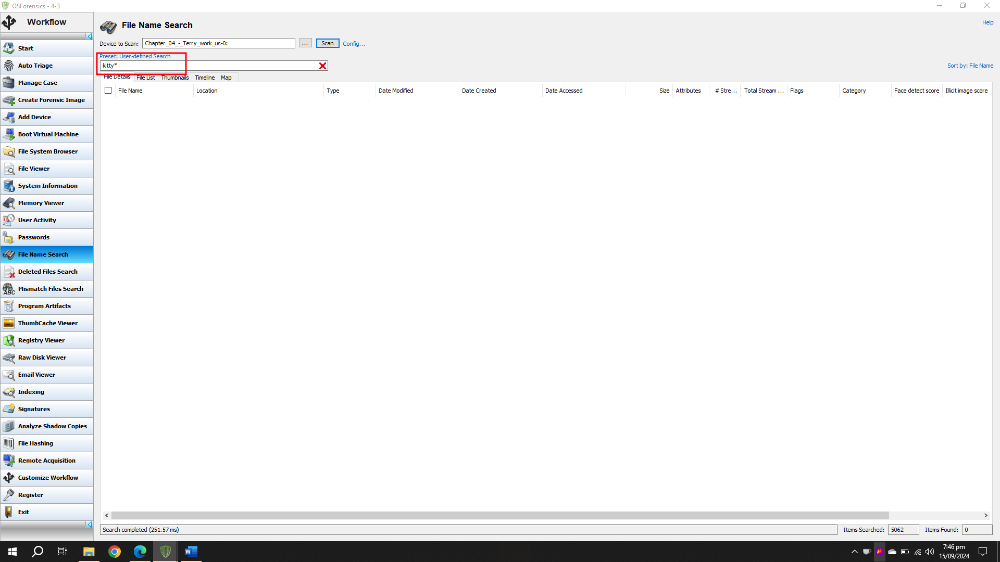 OSForensics - 4-3
Workflow
File Name Search
Help
Device to Scan:
Chapter_04_-_Terry_work_us-0:
...
Scan
Config...
Preset: User-defined Search
kitty*
Sort by: File Name
File Details
File List
Thumbnails
Timeline
Map
File Name
Location
Type
Date Modified
Date Created
Date Accessed
Size
Attributes
# Stre...
Total Stream ...
Flags
Category
Face detect score
Illicit image score
Start
Auto Triage
Manage Case
Create Forensic Image
Add Device
Boot Virtual Machine
File System Browser
File Viewer
System Information
Memory Viewer
User Activity
Passwords
File Name Search
Deleted Files Search
Mismatch Files Search
Program Artifacts
ThumbCache Viewer
Registry Viewer
Raw Disk Viewer
Email Viewer
Indexing
Signatures
Analyze Shadow Copies
File Hashing
Remote Acquisition
Customize Workflow
Register
Exit
Search completed (251.57 ms)
Items Searched:
5062
Items Found:
0
7:46 pm
15/09/2024